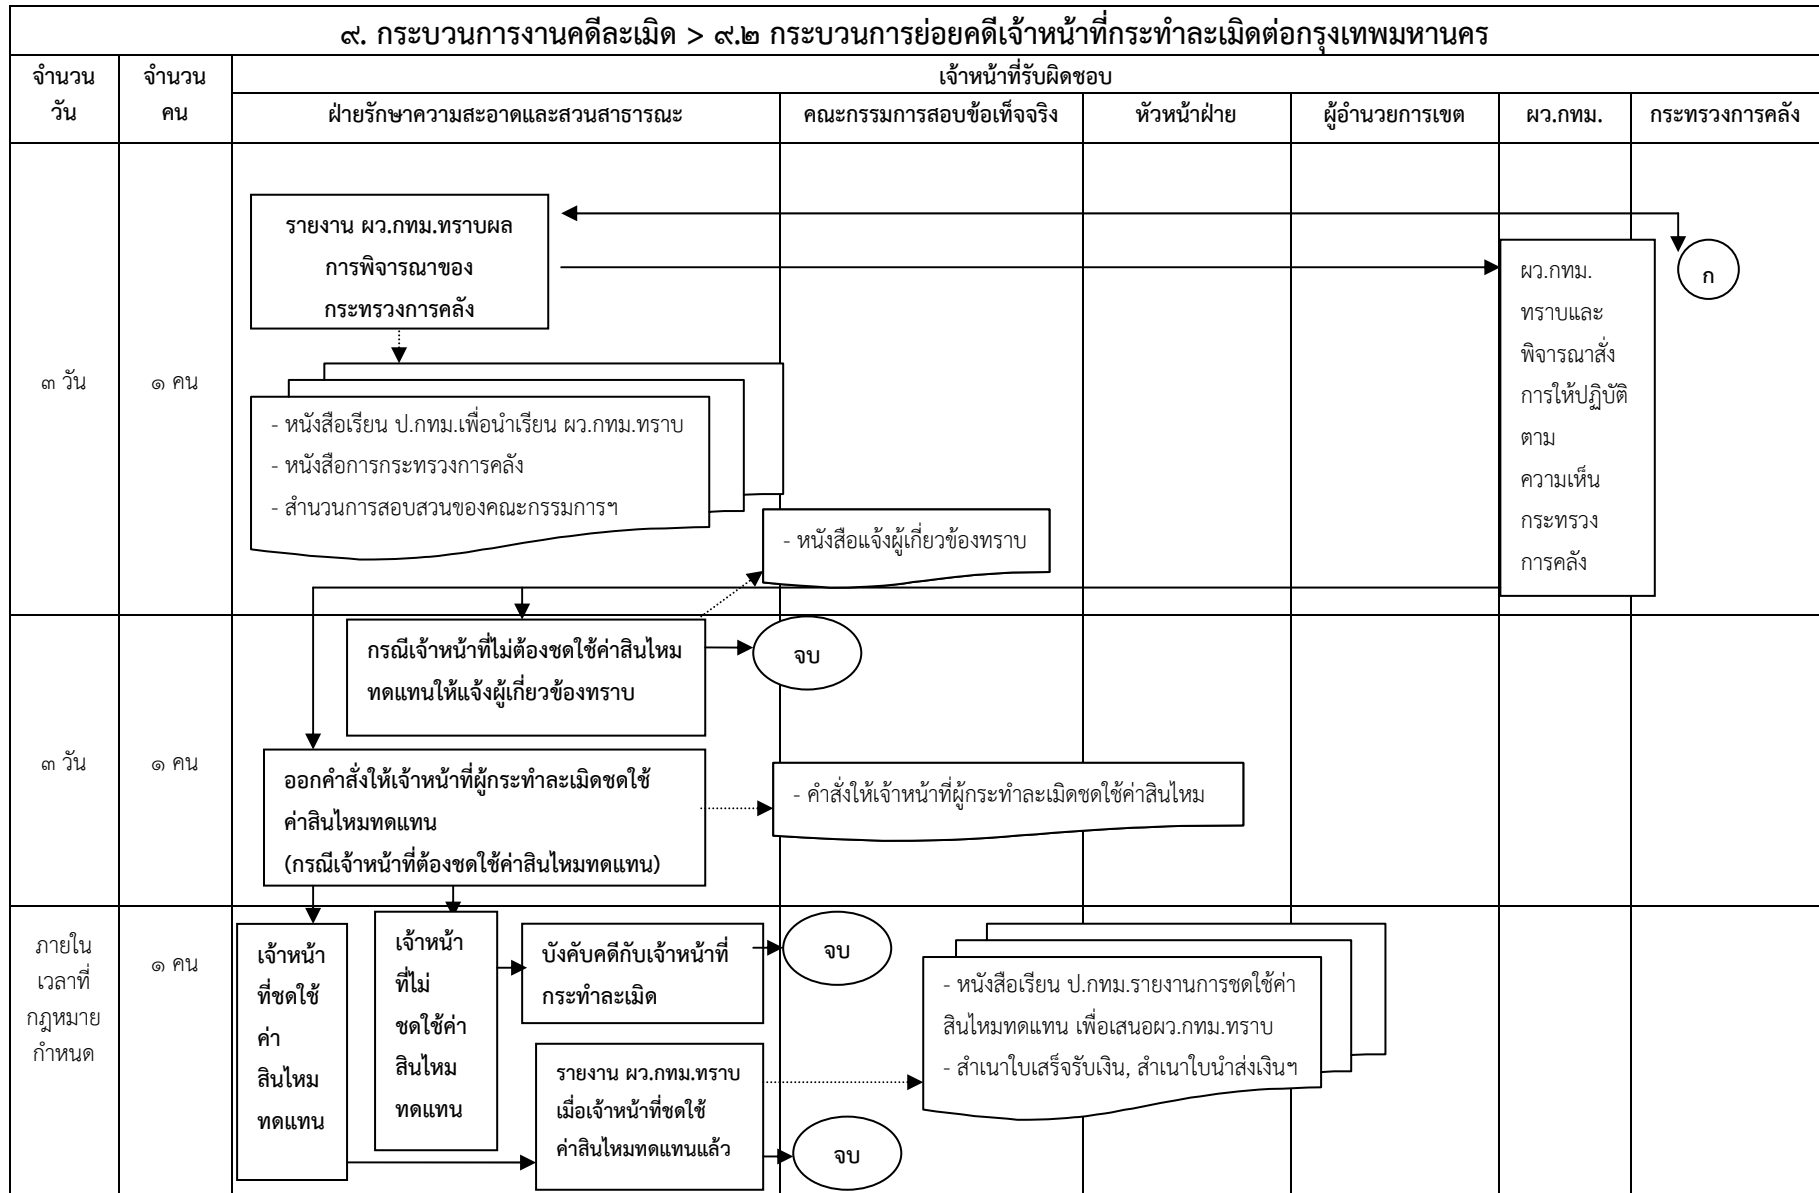 ๙. กระบวนการงานคดีละเมิด > ๙.๒ กระบวนการย่อยคดีเจ้าหน้าที่กระทำละเมิดต่อกรุงเทพมหานคร
จำนวน
วัน
จำนวน
คน
เจ้าหน้าที่รับผิดชอบ
ฝ่ายรักษาความสะอาดและสวนสาธารณะ
คณะกรรมการสอบข้อเท็จจริง
หัวหน้าฝ่าย
ผู้อำนวยการเขต
ผว.กทม.
กระทรวงการคลัง
๓ วัน
๑ คน
รายงาน ผว.กทม.ทราบผล
การพิจารณาของ
กระทรวงการคลัง
ผว.กทม.
ทราบและ
พิจารณาสั่ง
การให้ปฏิบัติ
ตาม
ความเห็น
กระทรวง
การคลัง
ก
- หนังสือเรียน ป.กทม.เพื่อนำเรียน ผว.กทม.ทราบ
- หนังสือการกระทรวงการคลัง
- สำนวนการสอบสวนของคณะกรรมการฯ
- หนังสือแจ้งผู้เกี่ยวข้องทราบ
๓ วัน
๑ คน
กรณีเจ้าหน้าที่ไม่ต้องชดใช้ค่าสินไหม
ทดแทนให้แจ้งผู้เกี่ยวข้องทราบ
จบ
ออกคำสั่งให้เจ้าหน้าที่ผู้กระทำละเมิดชดใช้
ค่าสินไหมทดแทน
(กรณีเจ้าหน้าที่ต้องชดใช้ค่าสินไหมทดแทน)
- คำสั่งให้เจ้าหน้าที่ผู้กระทำละเมิดชดใช้ค่าสินไหม
ภายใน
เวลาที่
กฎหมาย
กำหนด
๑ คน
เจ้าหน้า
ที่ชดใช้
ค่า
สินไหม
ทดแทน
เจ้าหน้า
ที่ไม่
ชดใช้ค่า
สินไหม
ทดแทน
บังคับคดีกับเจ้าหน้าที่
กระทำละเมิด
จบ
รายงาน ผว.กทม.ทราบ
เมื่อเจ้าหน้าที่ชดใช้
ค่าสินไหมทดแทนแล้ว
- หนังสือเรียน ป.กทม.รายงานการชดใช้ค่า
สินไหมทดแทน เพื่อเสนอผว.กทม.ทราบ
- สำเนาใบเสร็จรับเงิน, สำเนาใบนำส่งเงินฯ
จบ